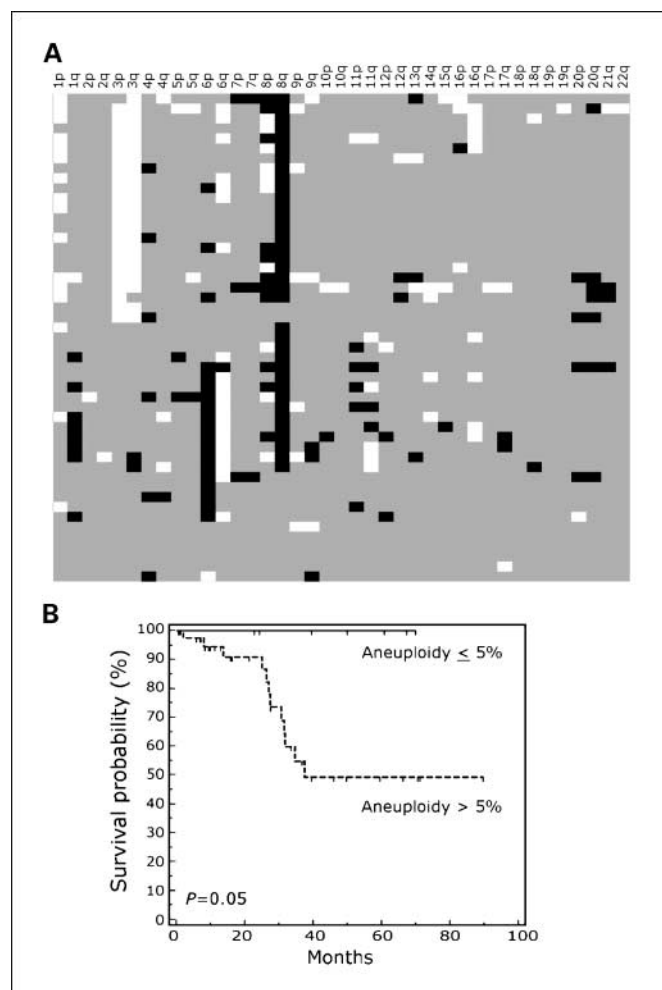 A
1p 1q 2p 2q 3p 3q 4p 4q 5p 5q 6p 6q 7p 7q 8p 8q 9p 9q 10p 10q 11p 11q 12p 12q 13q 14q 15q 16p 16q 17p 17q 18p 18q 19p 19q 20p 20q 21q 22q
B
Survival probability (%)
100
90
80
70
60
50
40
30
20
10
0
Aneuploidy ≤ 5%
Aneuploidy > 5%
P=0.05
0 20 40 60 80 100
Months